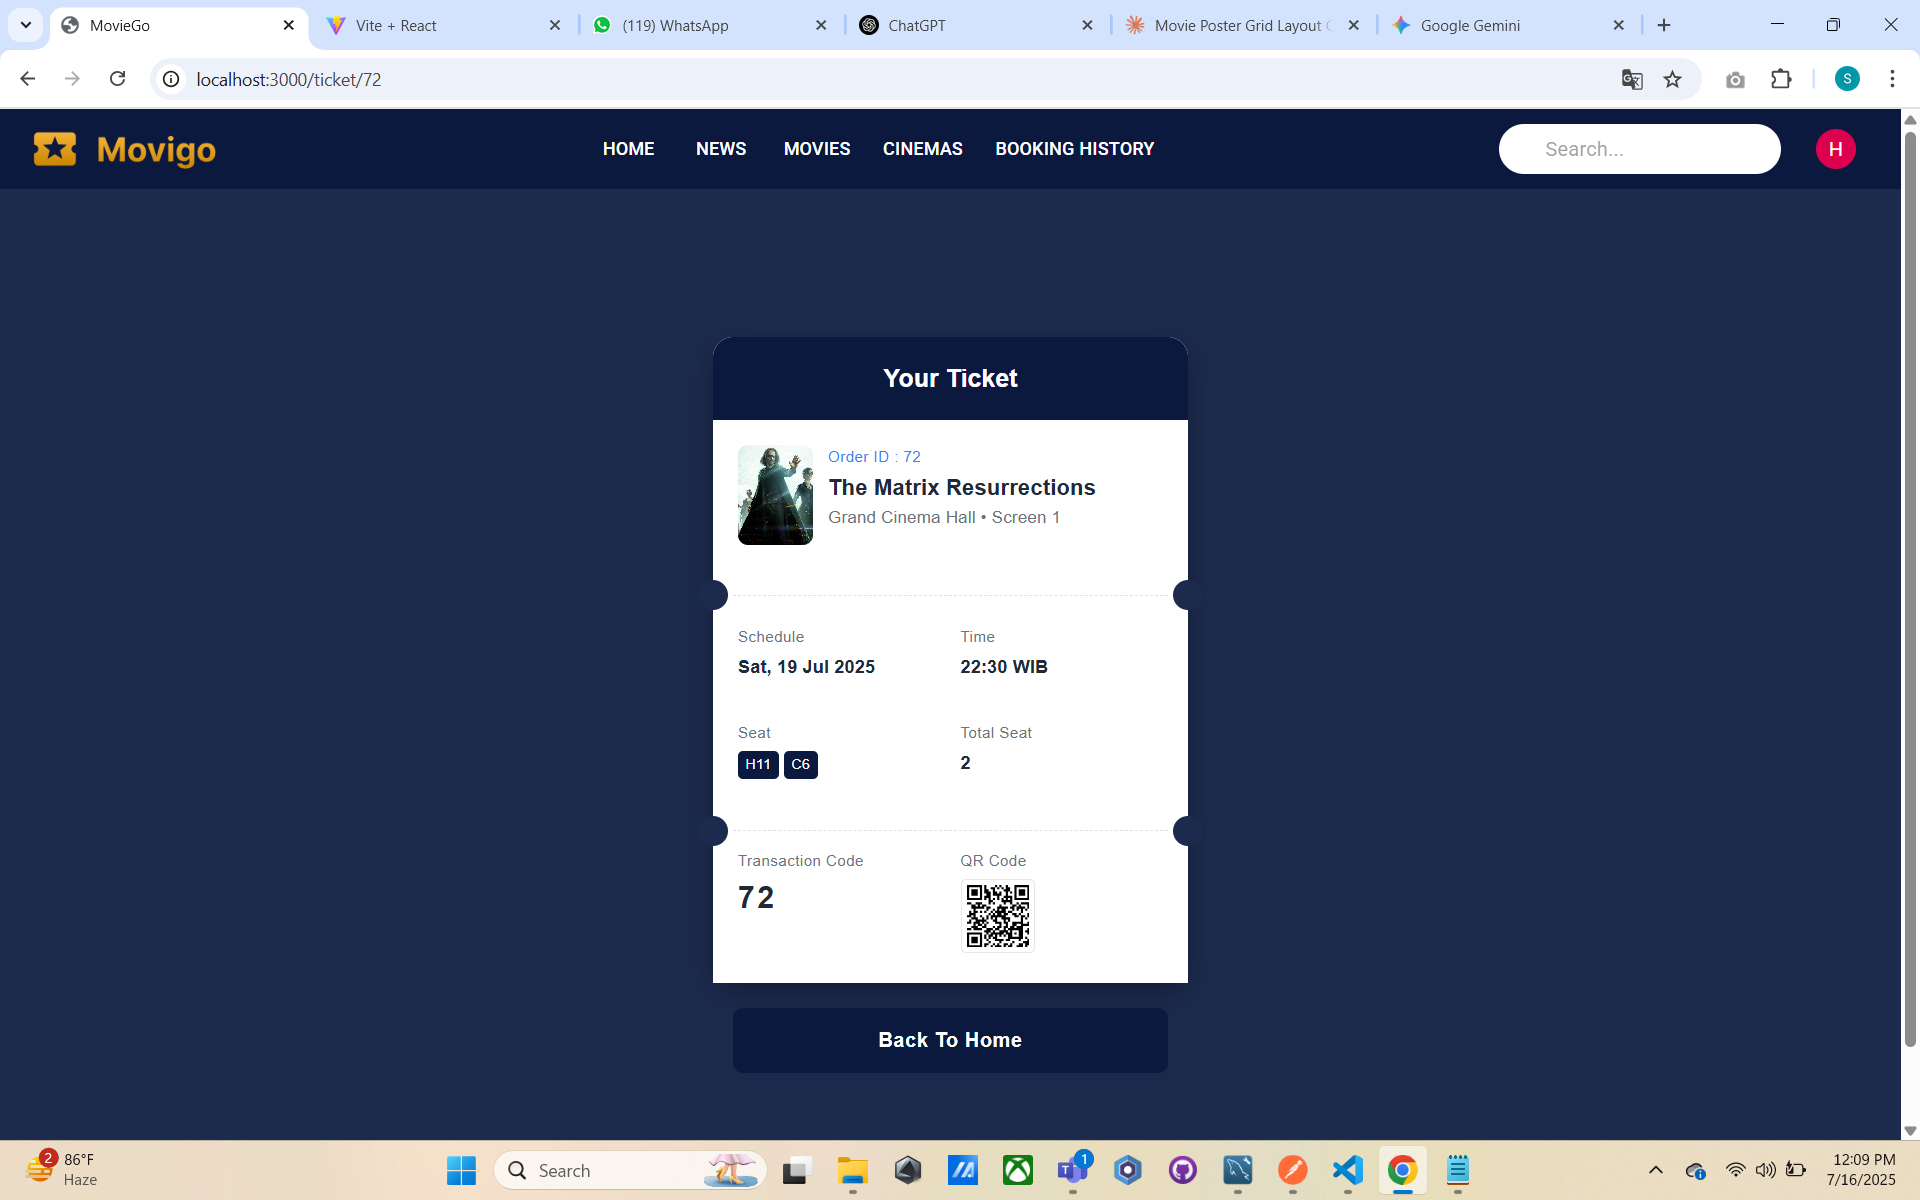 MovieGo
Vite + React
(119) WhatsApp
ChatGPT
Movie Poster Grid Layout
Google Gemini
localhost:3000/ticket/72
S
Movigo
HOME
NEWS
MOVIES
CINEMAS
BOOKING HISTORY
Search...
H
Your Ticket
Order ID : 72
The Matrix Resurrections
Grand Cinema Hall • Screen 1
Schedule
Time
Sat, 19 Jul 2025
22:30 WIB
Seat
Total Seat
H11 C6
2
Transaction Code
QR Code
72
Back To Home
2
86°F
Haze
Search
1
12:09 PM
7/16/2025